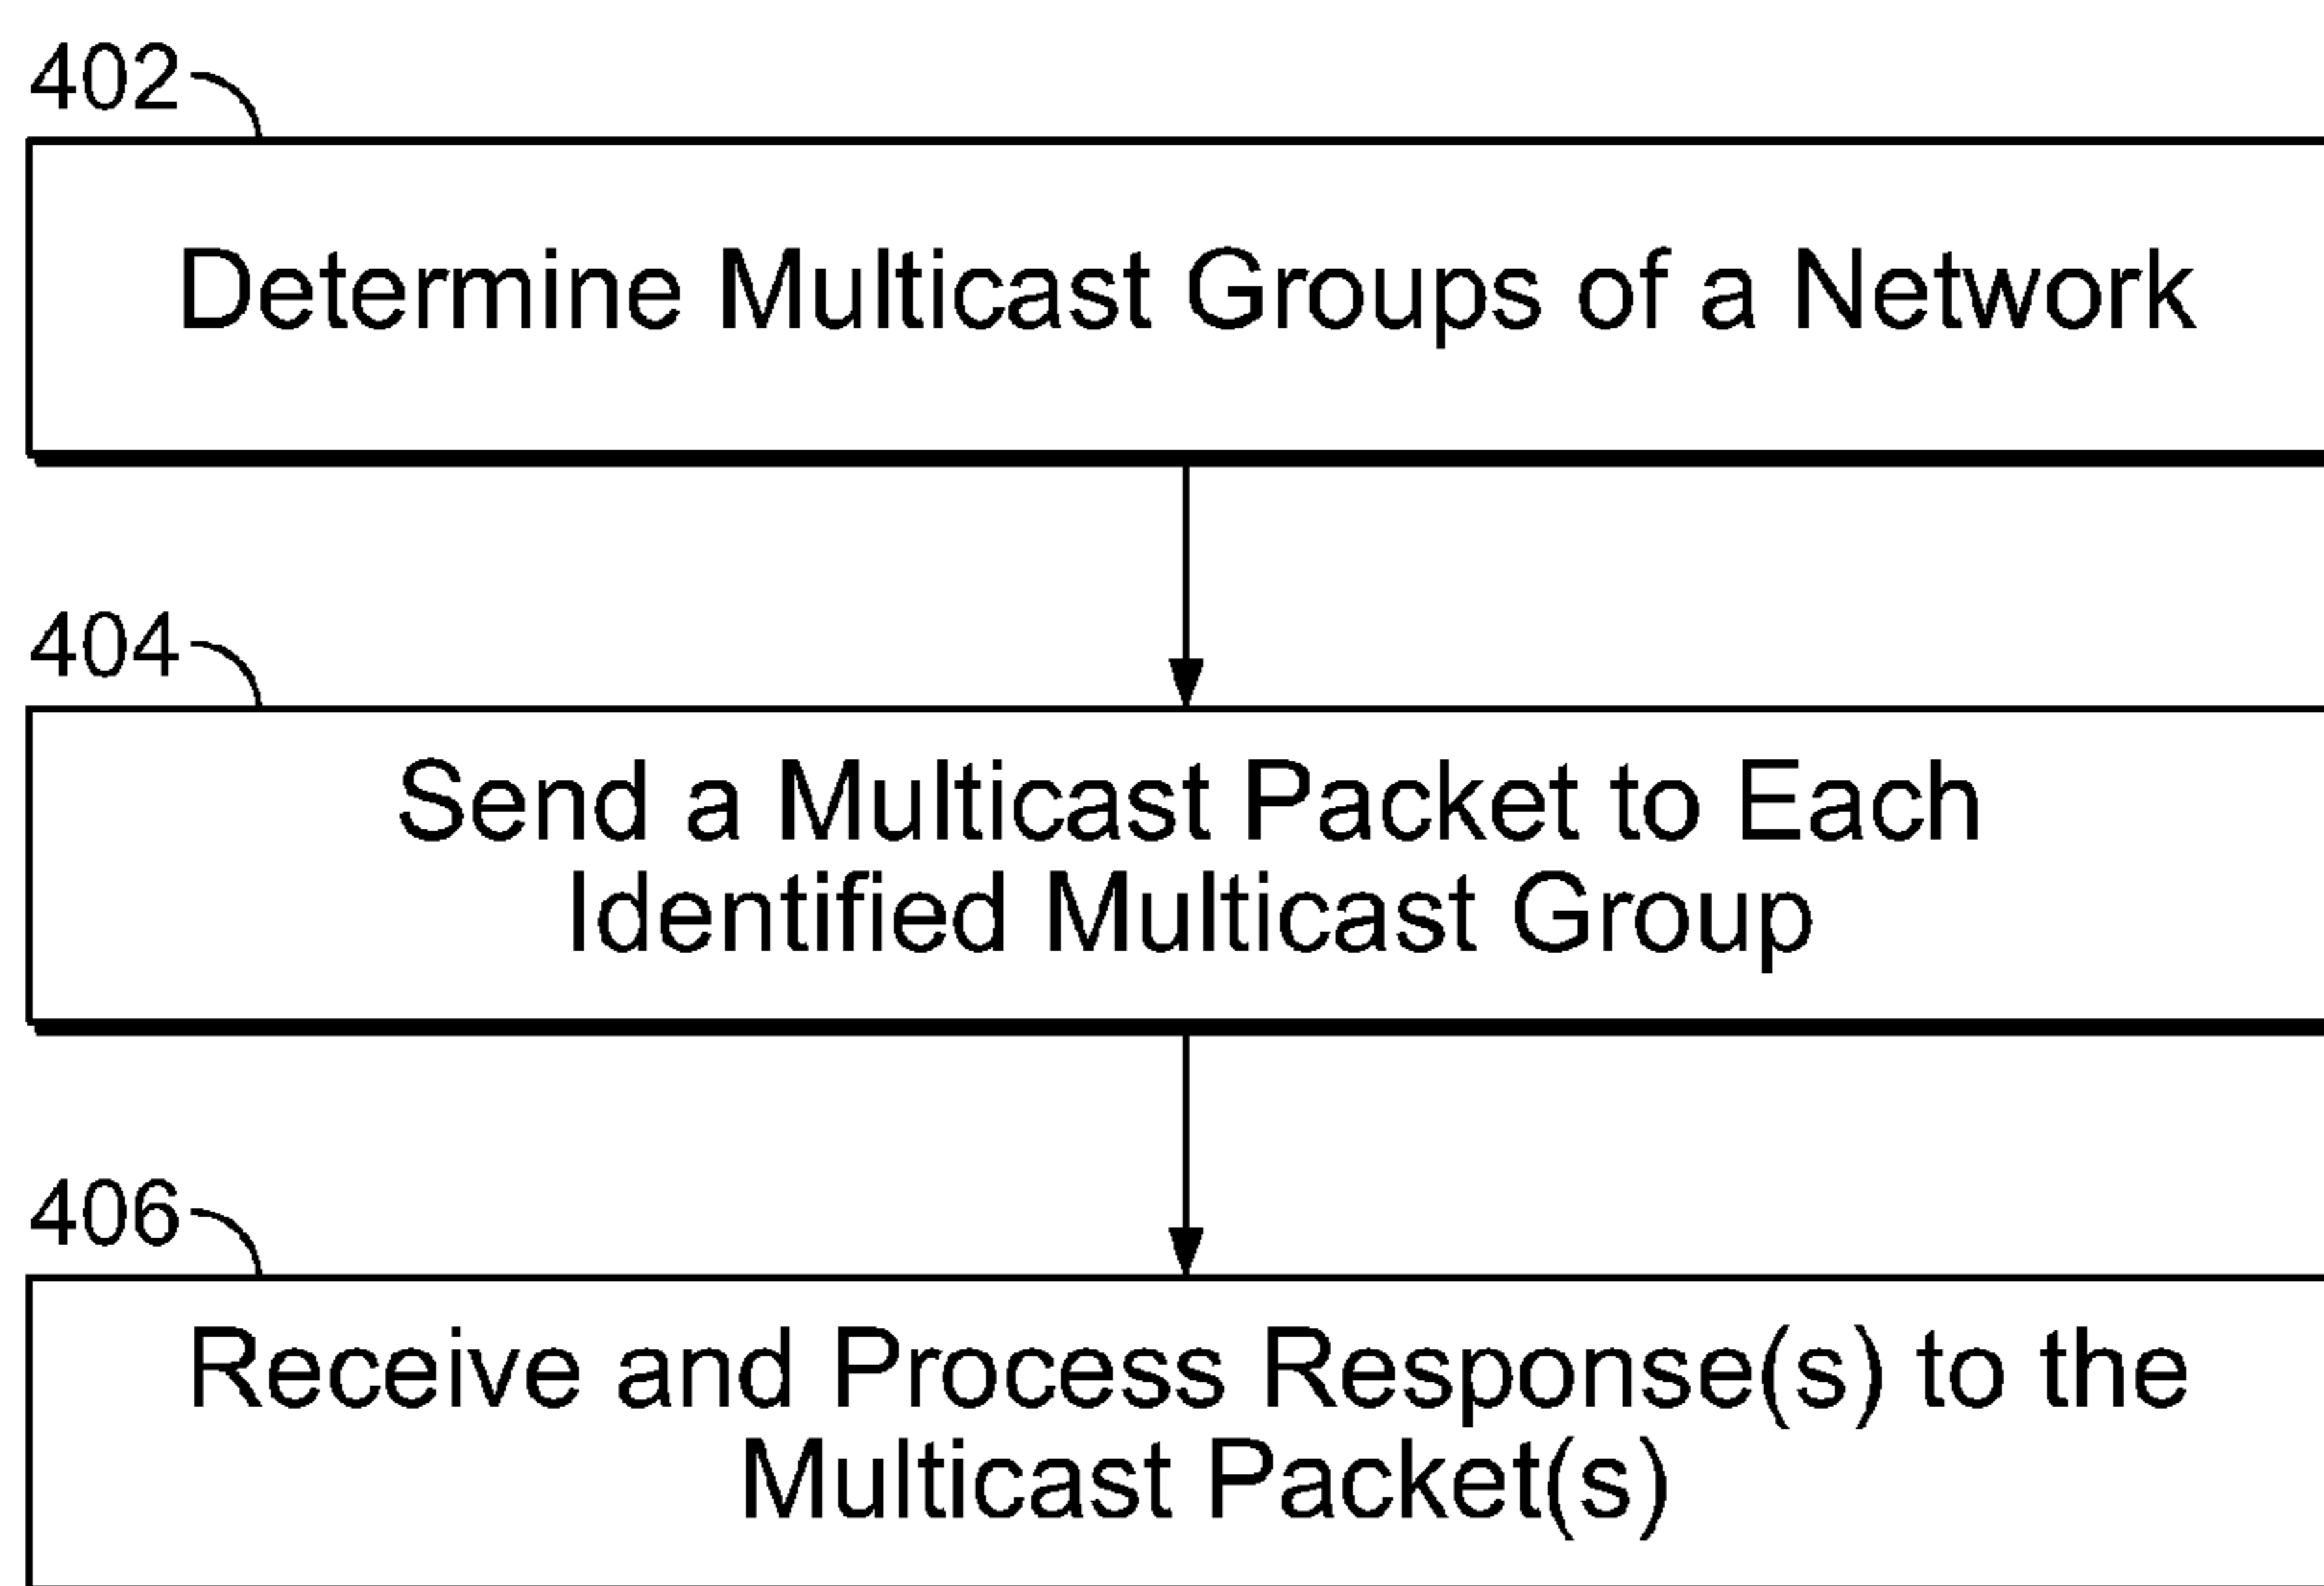 402
Determine Multicast Groups of a Network
404
Send a Multicast Packet to Each
Identified Multicast Group
406
Receive and Process Response(s) to the
Multicast Packet(s)